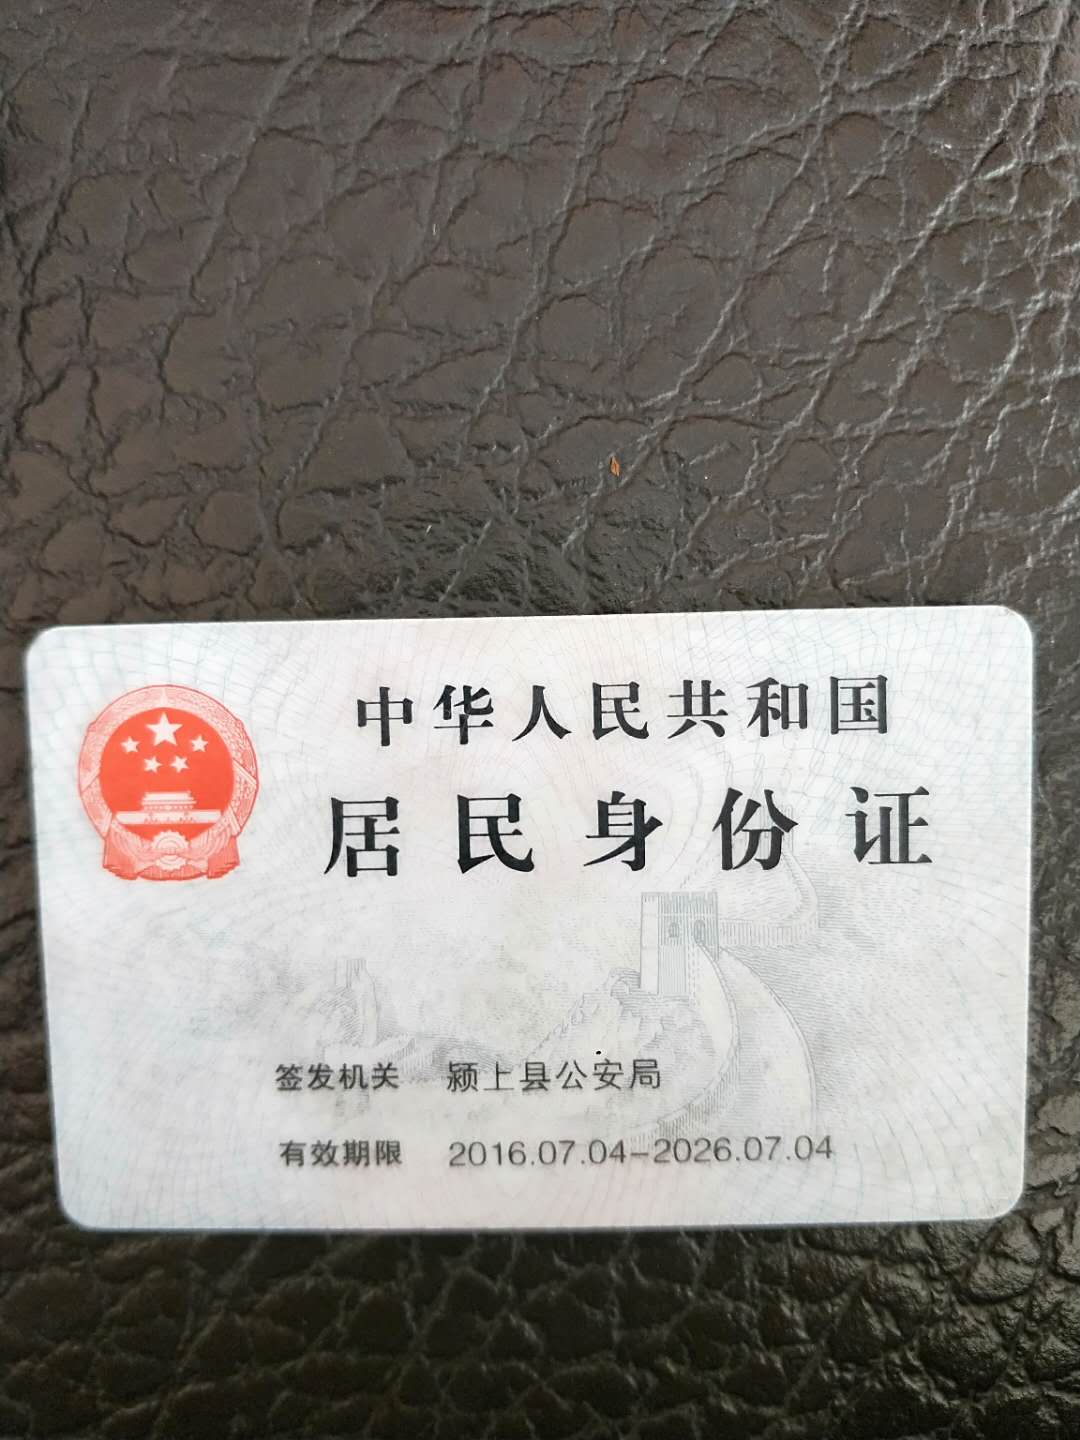 中华人民共和国
居民身份证
签发机关 颍上县公安局
有效期限 2016.07.04-2026.07.04